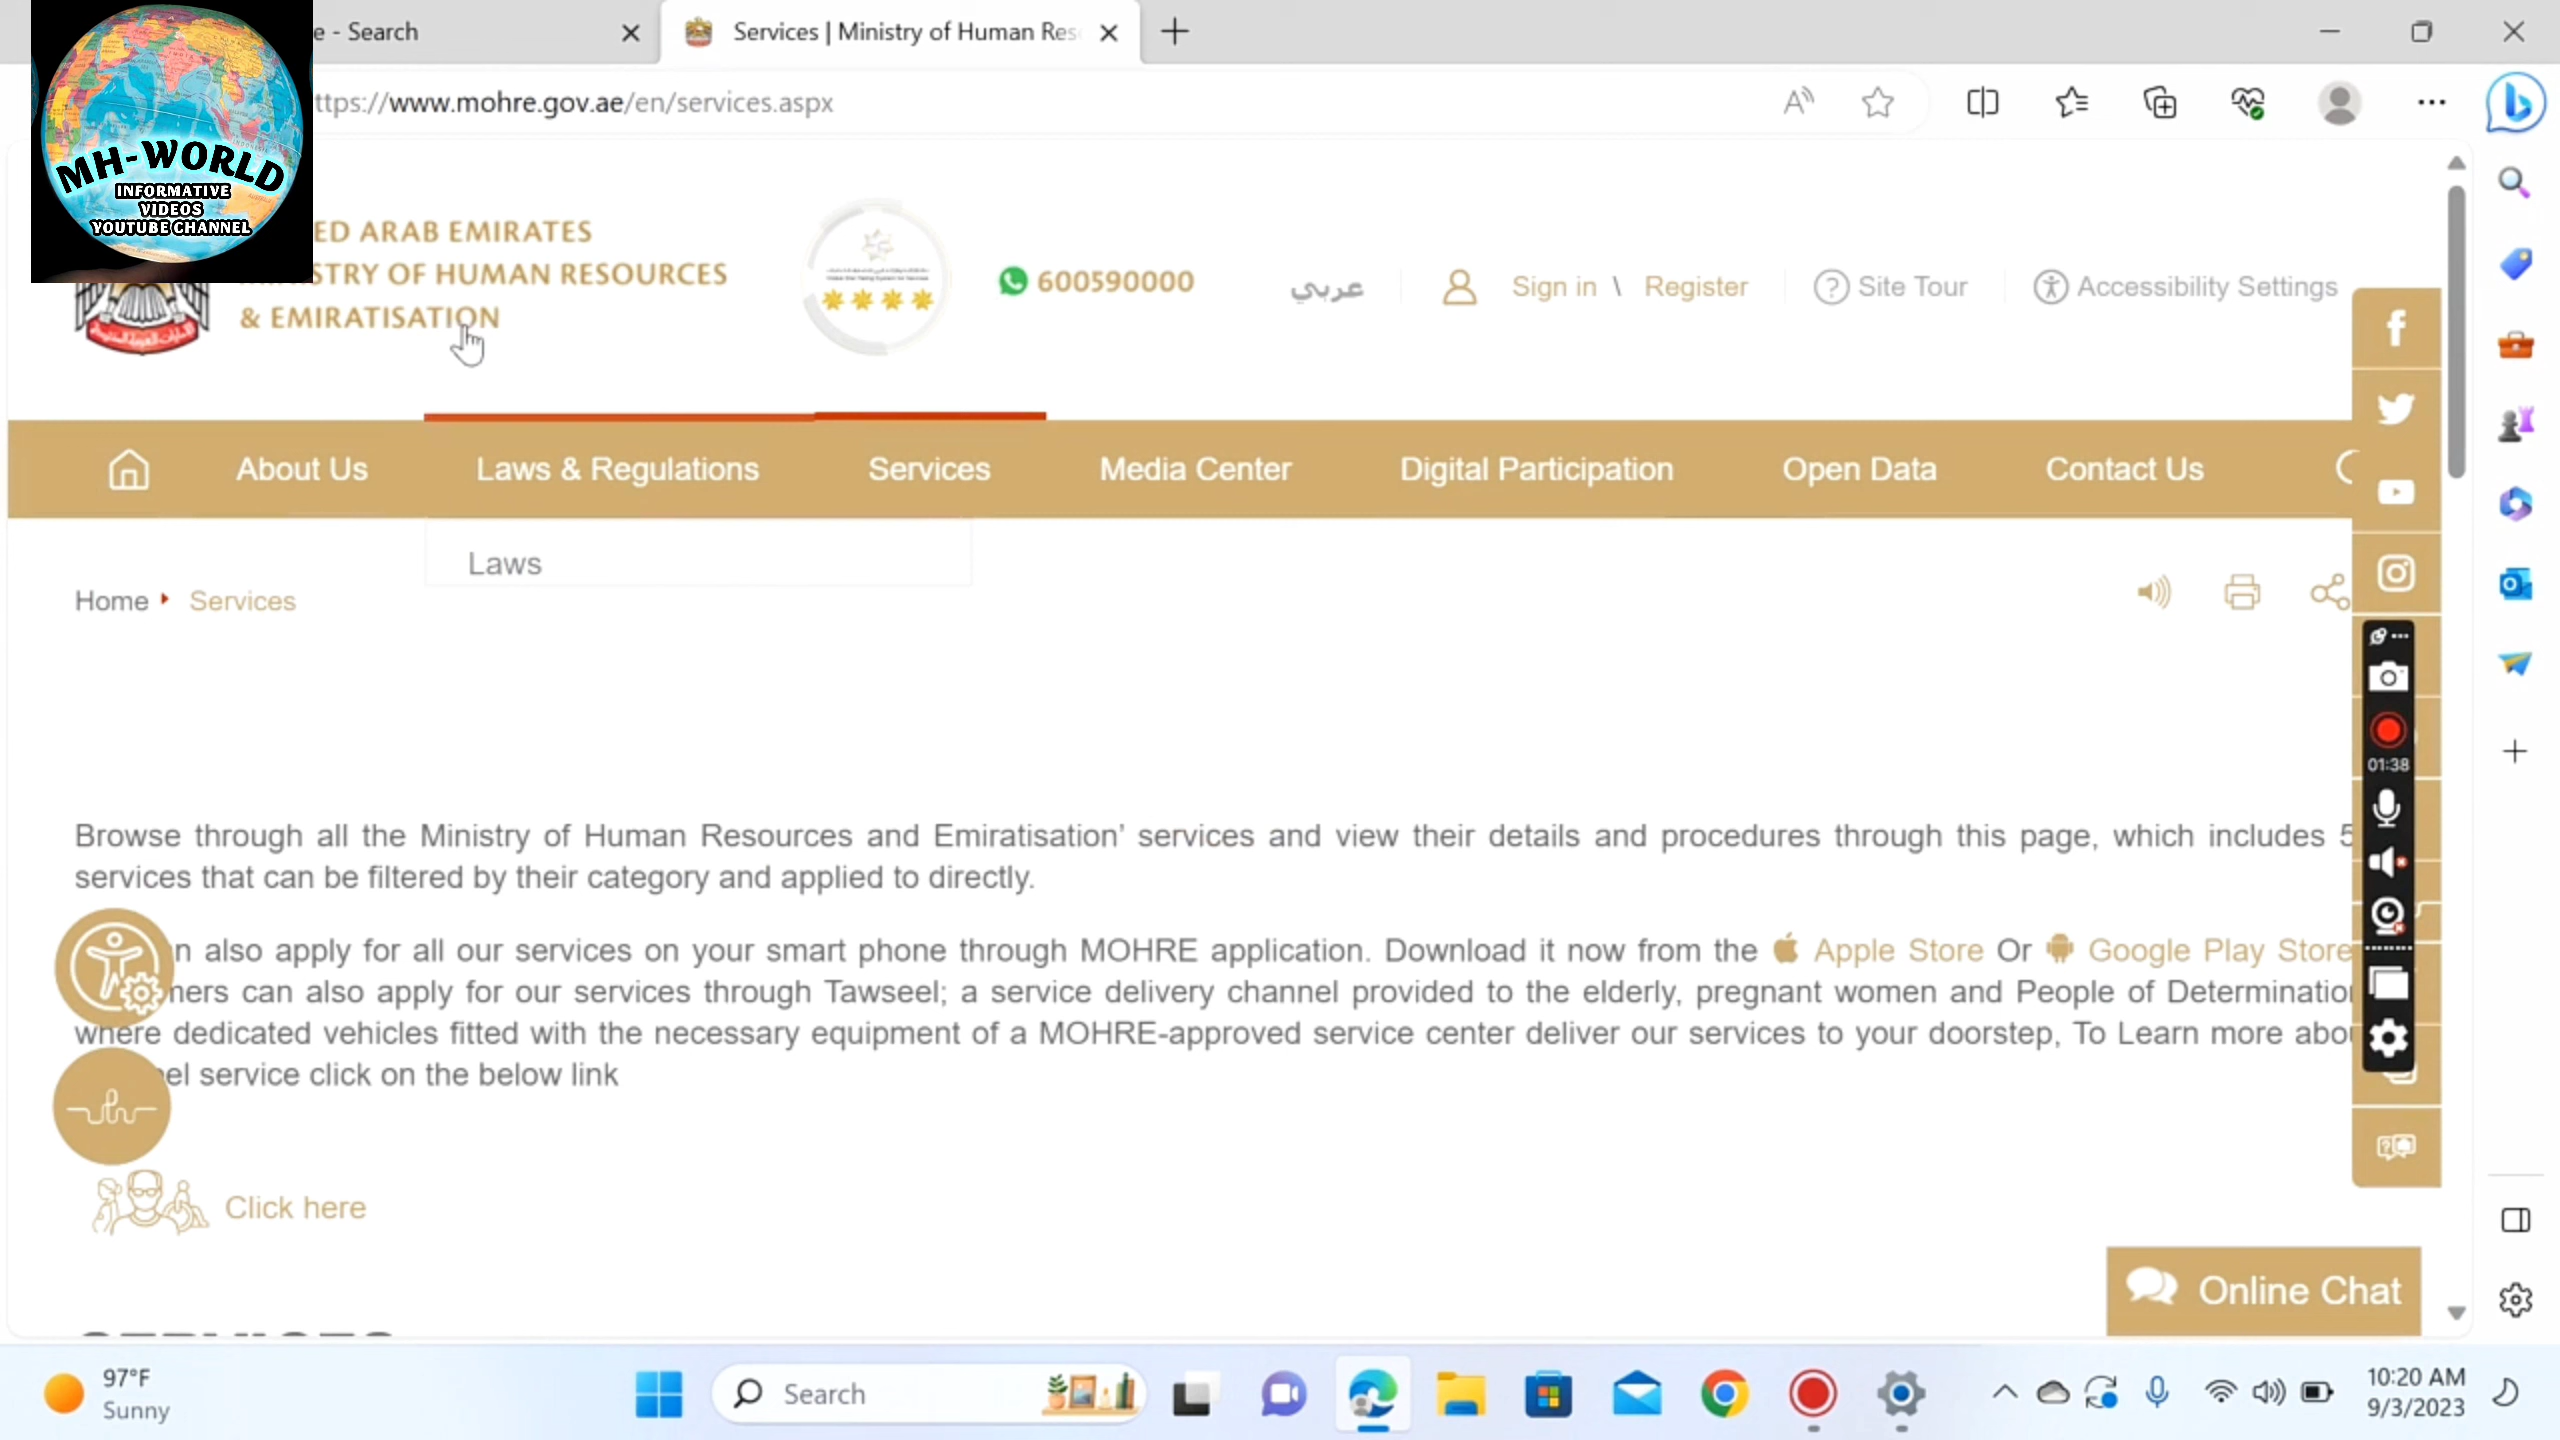 e - Search
Services | Ministry of Human Res
ttps://www.mohre.gov.ae/en/services.aspx
MH-WORLD
INFORMATIVE
VIDEOS
YOUTUBE CHANNEL
ED ARAB EMIRATES
STRY OF HUMAN RESOURCES
& EMIRATISATION
600590000
عربي
Sign in \ Register
Site Tour
Accessibility Settings
About Us
Laws & Regulations
Services
Media Center
Digital Participation
Open Data
Contact Us
Laws
Home
Services
01:38
Browse through all the Ministry of Human Resources and Emiratisation' services and view their details and procedures through this page, which includes 5
services that can be filtered by their category and applied to directly.
n also apply for all our services on your smart phone through MOHRE application. Download it now from the Apple Store Or Google Play Store
ners can also apply for our services through Tawseel; a service delivery channel provided to the elderly, pregnant women and People of Determination
where dedicated vehicles fitted with the necessary equipment of a MOHRE-approved service center deliver our services to your doorstep, To Learn more abou
el service click on the below link
Click here
Online Chat
97°F
Sunny
Search
10:20 AM
9/3/2023